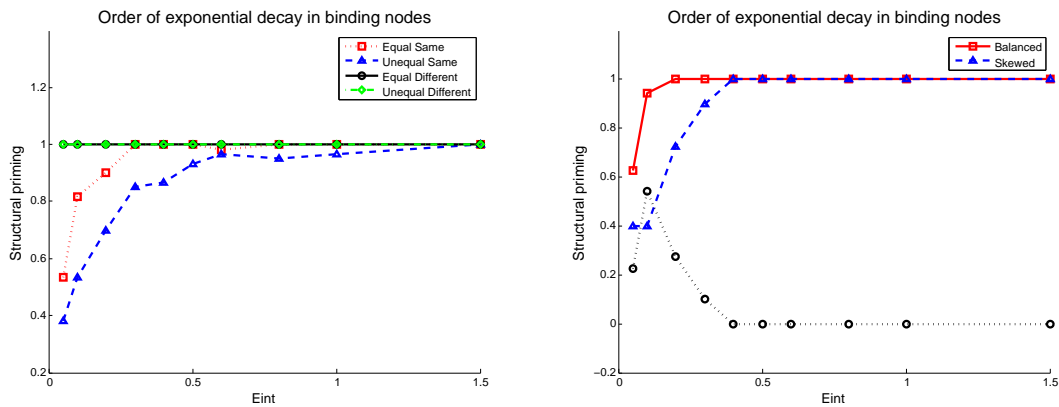 Order of exponential decay in binding nodes
Structural priming
1.2
1
0.8
0.6
0.4
0.2
0
0.5
1
1.5
Eint
Equal Same
Unequal Same
Equal Different
Unequal Different
Order of exponential decay in binding nodes
Structural priming
1
0.8
0.6
0.4
0.2
0
−0.2
0
0.5
1
1.5
Eint
Balanced
Skewed